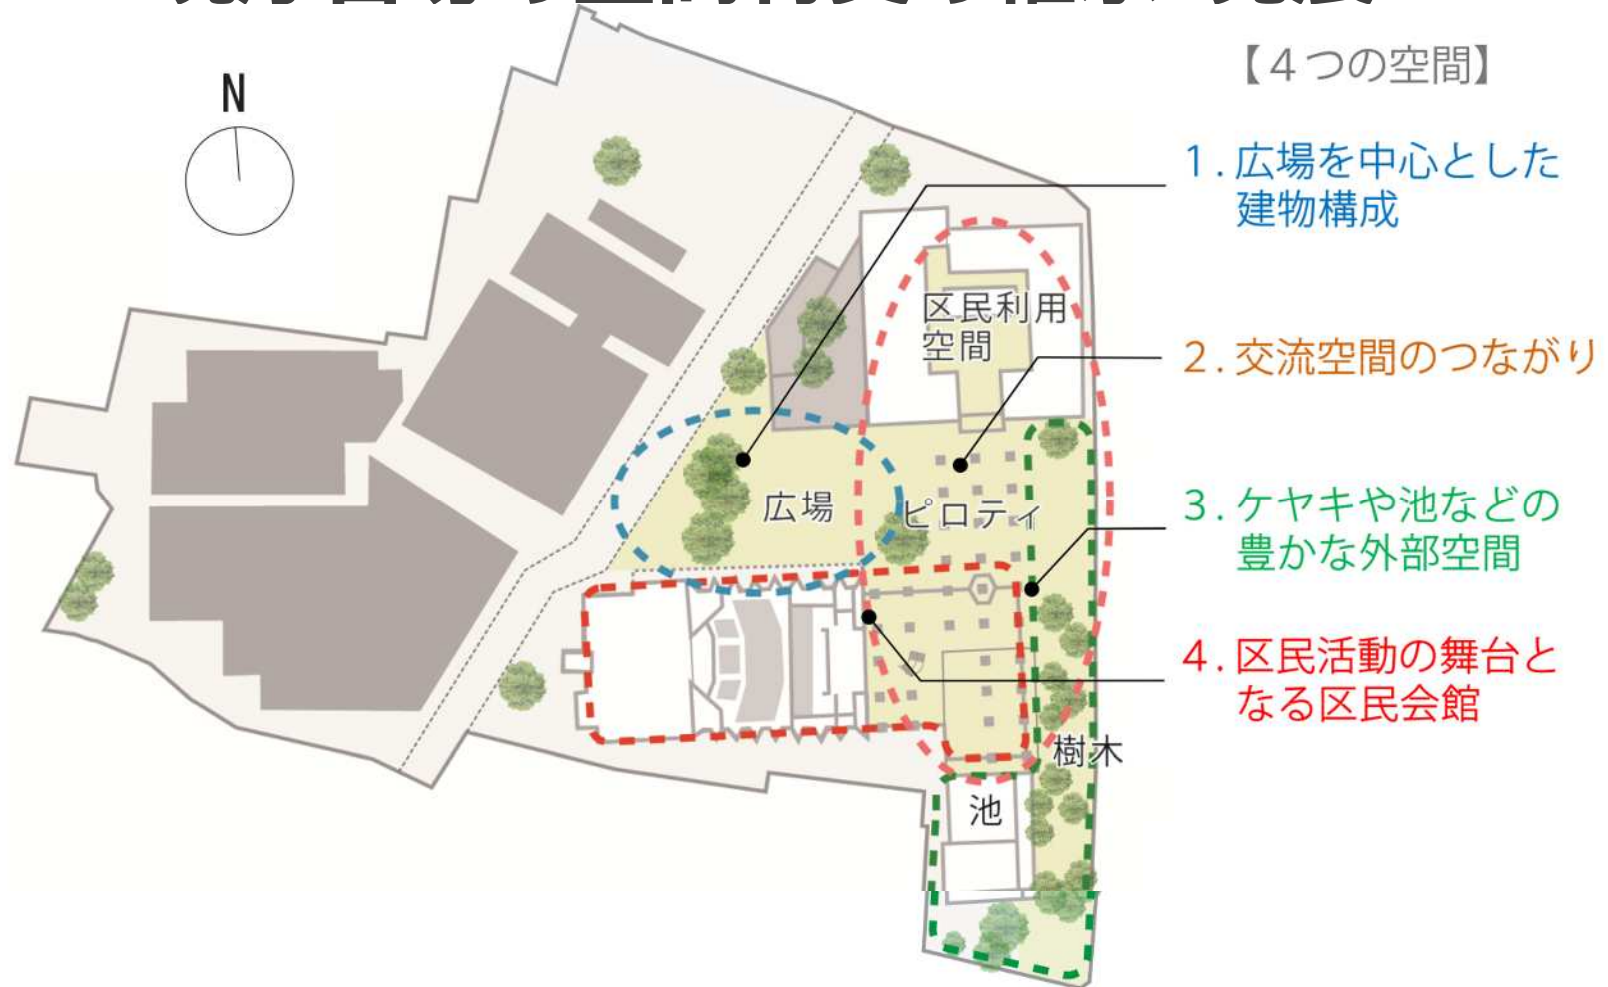 【４つの空間】
N
１. 広場を中心とした
建物構成
区民利用
空間
２. 交流空間のつながり
広場
ピロティ
３. ケヤキや池などの
豊かな外部空間
４. 区民活動の舞台と
なる区民会館
樹木
池